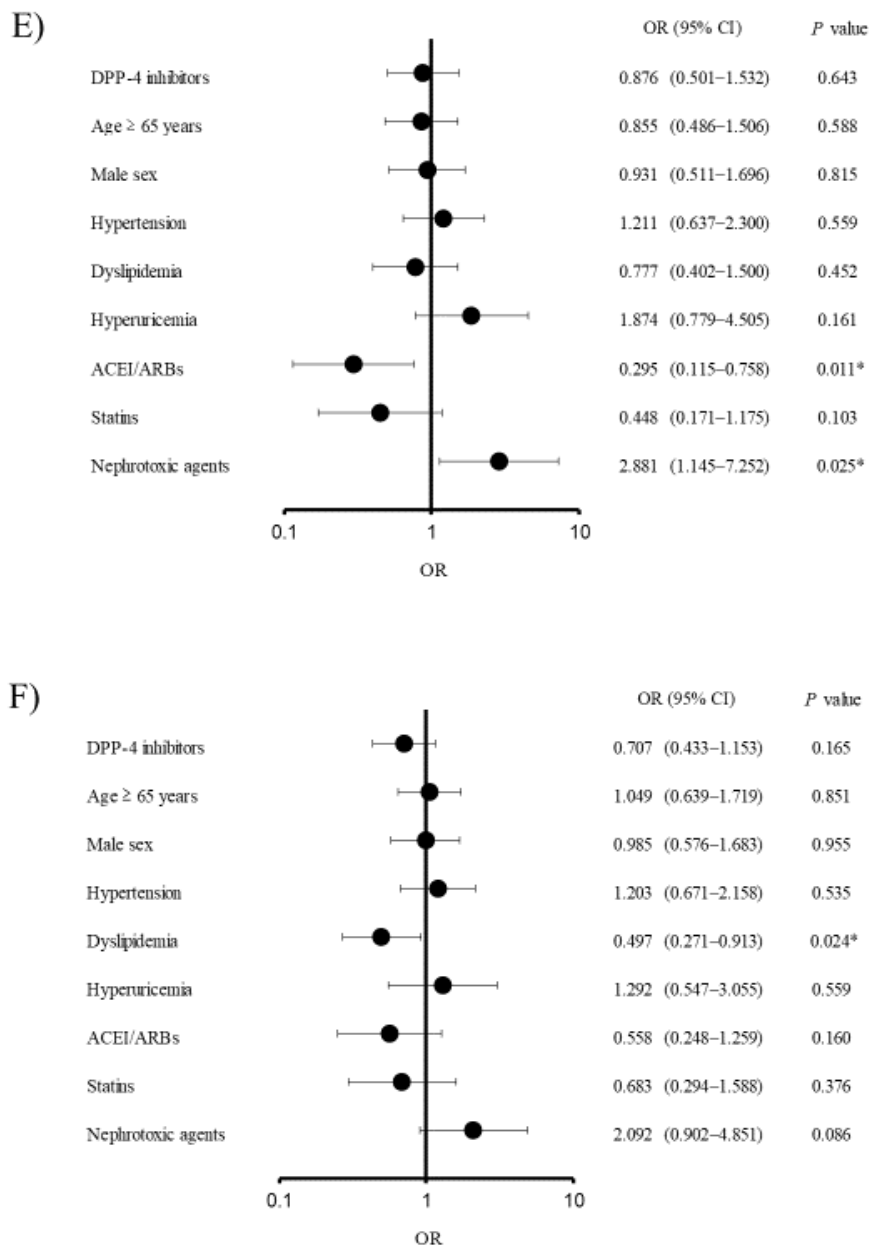 E)
OR (95% CI) P value
DPP-4 inhibitors 0.876 (0.501–1.532) 0.643
Age ≥ 65 years 0.855 (0.486–1.506) 0.588
Male sex 0.931 (0.511–1.696) 0.815
Hypertension 1.211 (0.637–2.300) 0.559
Dyslipidemia 0.777 (0.402–1.500) 0.452
Hyperuricemia 1.874 (0.779–4.505) 0.161
ACEI/ARBs 0.295 (0.115–0.758) 0.011*
Statins 0.448 (0.171–1.175) 0.103
Nephrotoxic agents 2.881 (1.145–7.252) 0.025*
0.1 1 10
OR
F)
OR (95% CI) P value
DPP-4 inhibitors 0.707 (0.433–1.153) 0.165
Age ≥ 65 years 1.049 (0.639–1.719) 0.851
Male sex 0.985 (0.576–1.683) 0.955
Hypertension 1.203 (0.671–2.158) 0.535
Dyslipidemia 0.497 (0.271–0.913) 0.024*
Hyperuricemia 1.292 (0.547–3.055) 0.559
ACEI/ARBs 0.558 (0.248–1.259) 0.160
Statins 0.683 (0.294–1.588) 0.376
Nephrotoxic agents 2.092 (0.902–4.851) 0.086
0.1 1 10
OR